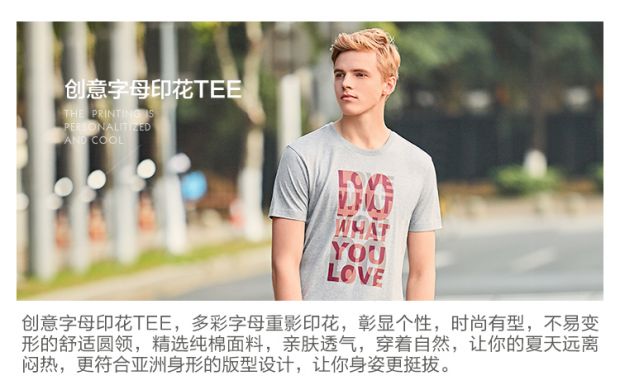 创意字母印花TEE
THE PRINTING IS
PERSONALITIZED
AND COOL
WHAT
YOU
LOVE
创意字母印花TEE，多彩字母重影印花，彰显个性，时尚有型，不易变
形的舒适圆领，精选纯棉面料，亲肤透气，穿着自然，让你的夏天远离
闷热，更符合亚洲身形的版型设计，让你身姿更挺拔。